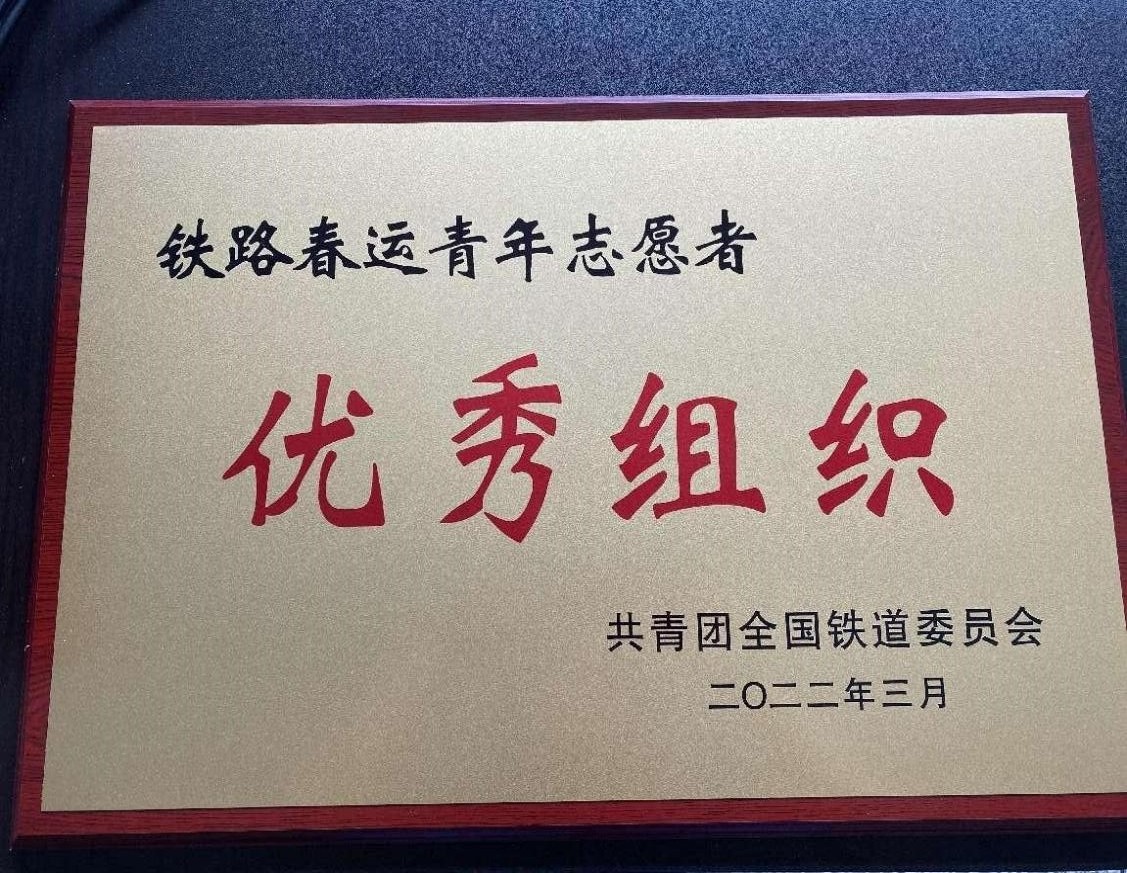 铁路春运青年志愿者
优秀组织
共青团全国铁道委员会
二〇二二年三月